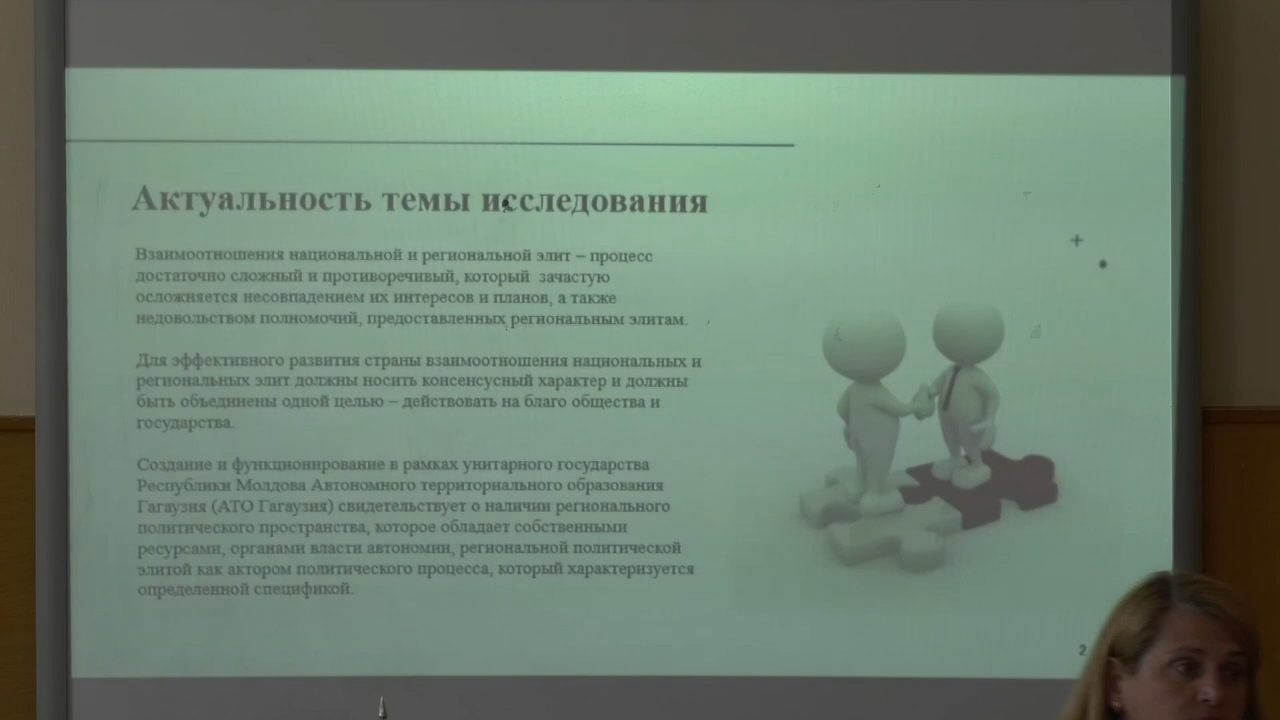 Актуальность темы исследования
Взаимоотношения национальной и региональной элит – процесс
достаточно сложный и противоречивый, который зачастую
осложняется несовпадением их интересов и планов, а также
недовольством полномочий, предоставленных региональным элитам.
Для эффективного развития страны взаимоотношения национальных и
региональных элит должны носить консенсусный характер и должны
быть объединены одной целью – действовать на благо общества и
государства.
Создание и функционирование в рамках унитарного государства
Республики Молдова Автономного территориального образования
Гагаузия (АТО Гагаузия) свидетельствует о наличии регионального
политического пространства, которое обладает собственными
ресурсами, органами власти автономии, региональной политической
элитой как актором политического процесса, который характеризуется
определенной спецификой.
2